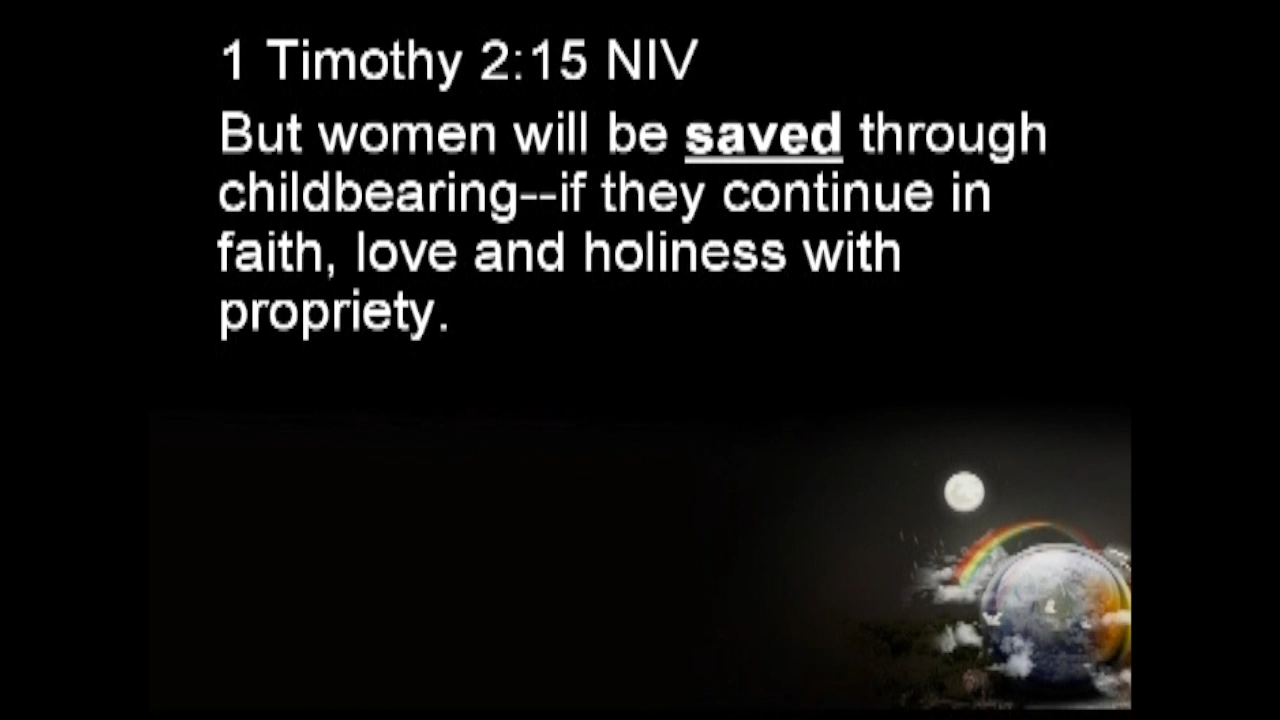 1 Timothy 2:15 NIV
But women will be saved through
childbearing--if they continue in
faith, love and holiness with
propriety.